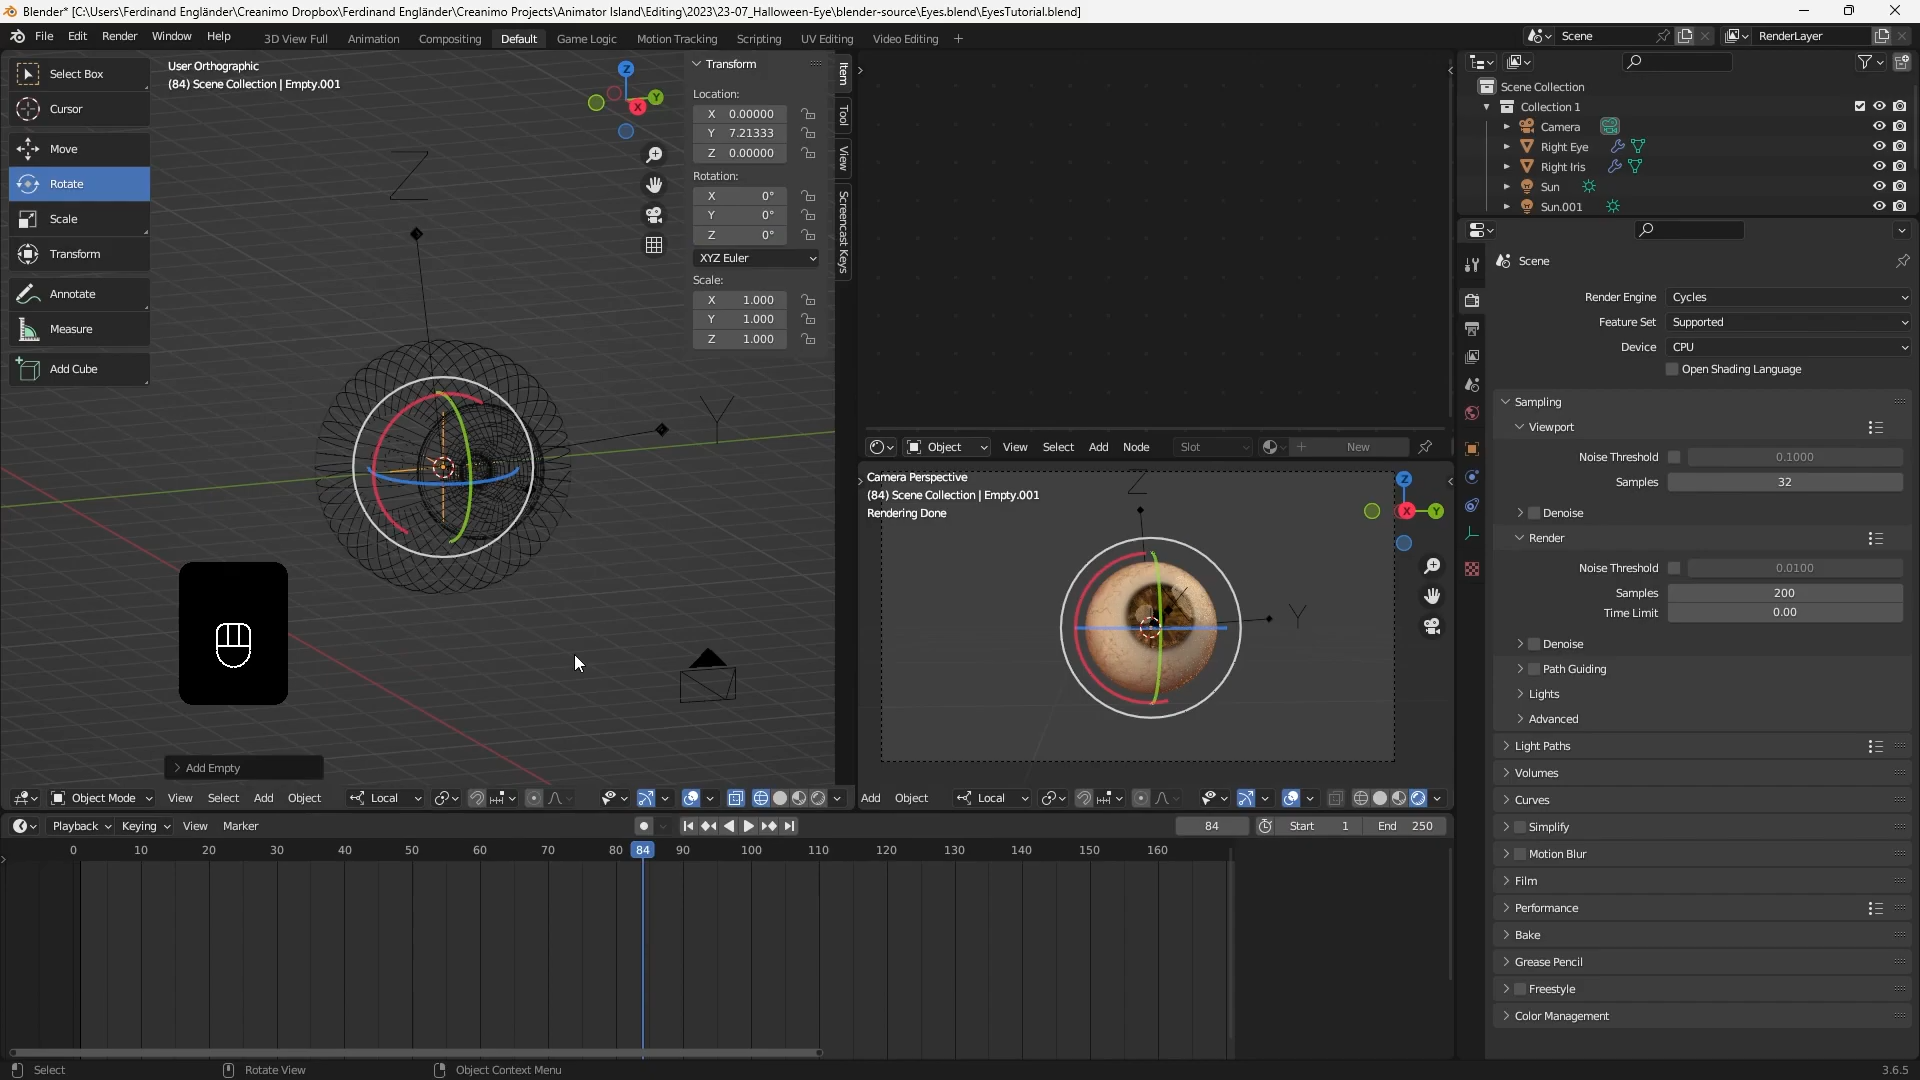 Blender* [C:\Users\Ferdinand Engländer\Creanimo Dropbox\Ferdinand Engländer\Creanimo Projects\Animator Island\Editing\2023\23-07_Halloween-Eye\blender-source\Eyes.blend\EyesTutorial.blend]
File Edit Render Window Help 3D View Full Animation Compositing Default Game Logic Motion Tracking Scripting UV Editing Video Editing + Scene RenderLayer
Select Box
Cursor
Move
Rotate
Scale
Transform
Annotate
Measure
Add Cube
User Orthographic
(84) Scene Collection | Empty.001
Z
Y
X
Z
Y
Transform
Location:
X 0.00000
Y 7.21333
Z 0.00000
Rotation:
X 0°
Y 0°
Z 0°
XYZ Euler
Scale:
X 1.000
Y 1.000
Z 1.000
Item
Tool
View
Screencast Keys
Add Empty
Object Mode View Select Add Object Local
Object View Select Add Node Slot New
Camera Perspective
(84) Scene Collection | Empty.001
Rendering Done
Z
X
Y
Z
Y
Add Object Local
Scene Collection
Collection 1
Camera
Right Eye
Right Iris
Sun
Sun.001
Scene
Render Engine Cycles
Feature Set Supported
Device CPU
Open Shading Language
Sampling
Viewport
Noise Threshold 0.1000
Samples 32
Denoise
Render
Noise Threshold 0.0100
Samples 200
Time Limit 0.00
Denoise
Path Guiding
Lights
Advanced
Light Paths
Volumes
Curves
Simplify
Motion Blur
Film
Performance
Bake
Grease Pencil
Freestyle
Color Management
Playback Keying View Marker 84 Start 1 End 250
0 10 20 30 40 50 60 70 80 84 90 100 110 120 130 140 150 160
Select Rotate View Object Context Menu 3.6.5